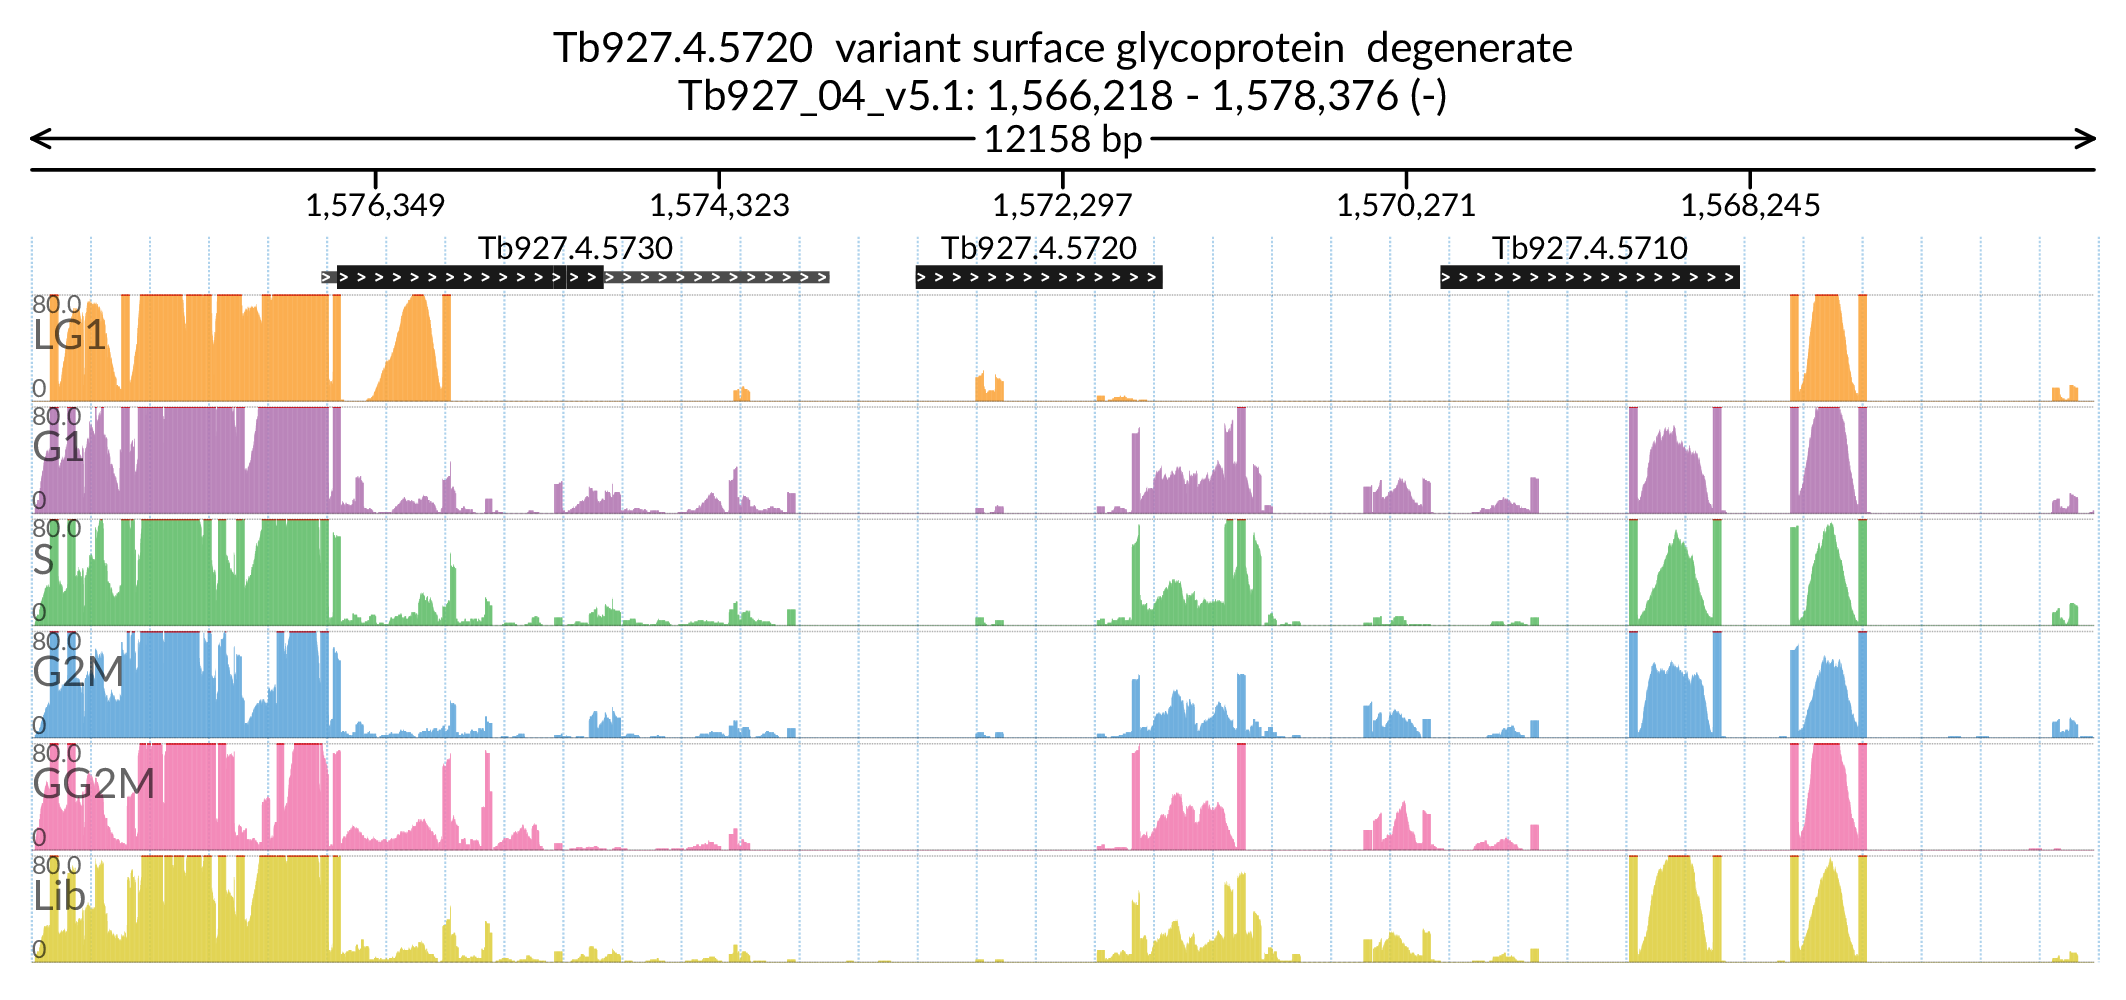 Tb927.4.5720 variant surface glycoprotein degenerate
Tb927_04_v5.1: 1,566,218 - 1,578,376 (-)
12158 bp
1,576,349 1,574,323 1,572,297 1,570,271 1,568,245
Tb927.4.5730 Tb927.4.5720 Tb927.4.5710
80.0
LG1
0
80.0
G1
0
80.0
S
0
80.0
G2M
0
80.0
GG2M
0
80.0
Lib
0